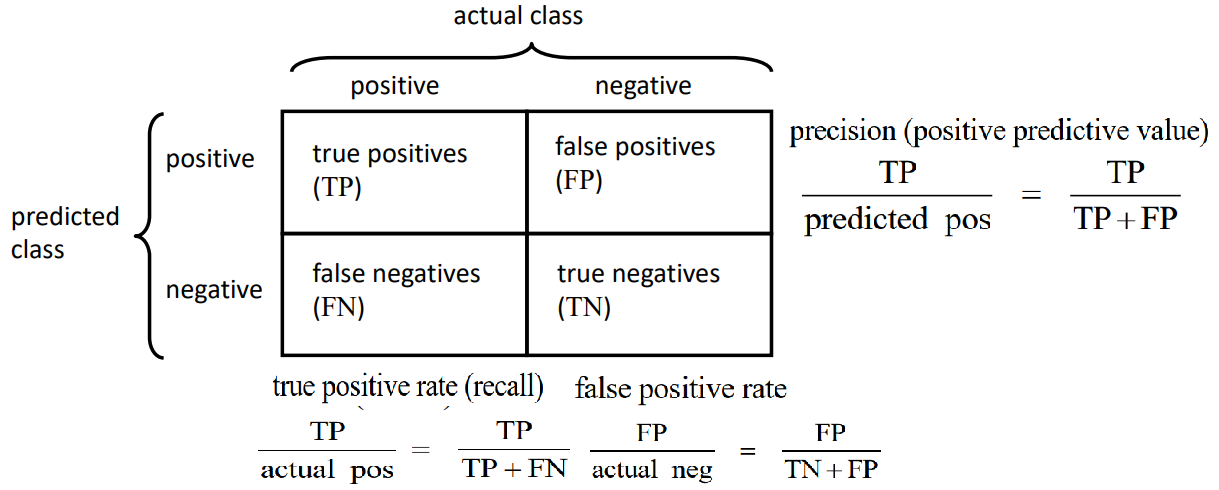 actual class
positive negative
predicted class
positive
true positives (TP)
false positives (FP)
negative
false negatives (FN)
true negatives (TN)
precision (positive predictive value)
TP / predicted pos = TP / TP + FP
true positive rate (recall)
TP / actual pos = TP / TP + FN
false positive rate
FP / actual neg = FP / TN + FP